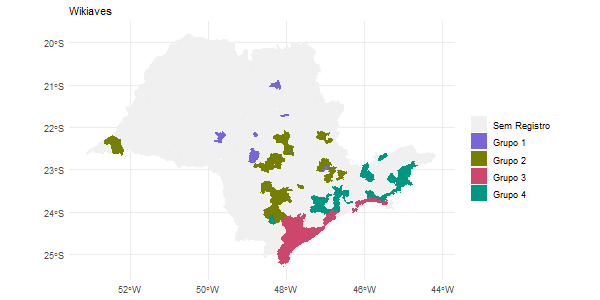 Wikiaves
20°S
21°S
22°S
23°S
24°S
25°S
52°W
50°W
48°W
46°W
44°W
Sem Registro
Grupo 1
Grupo 2
Grupo 3
Grupo 4